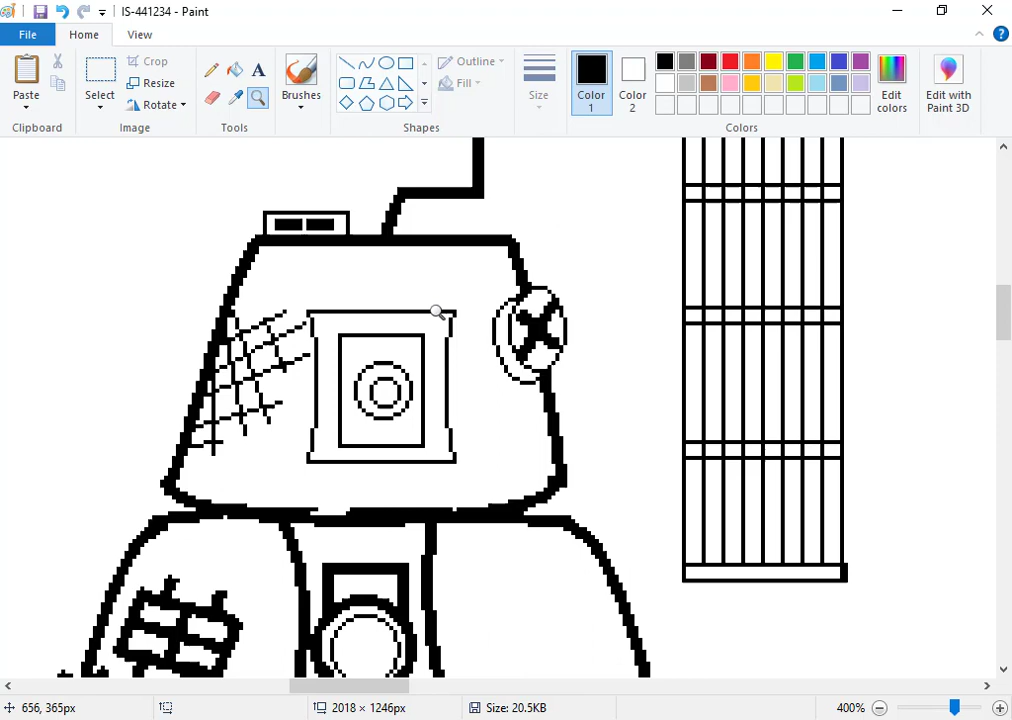 IS-441234 - Paint
File Home View
Paste
Clipboard
Select
Crop
Resize
Rotate
Image
A
Tools
Brushes
Outline
Fill
Shapes
Size
Color 1
Color 2
Edit colors
Edit with Paint 3D
Colors
656, 365px
2018 × 1246px
Size: 20.5KB
400%